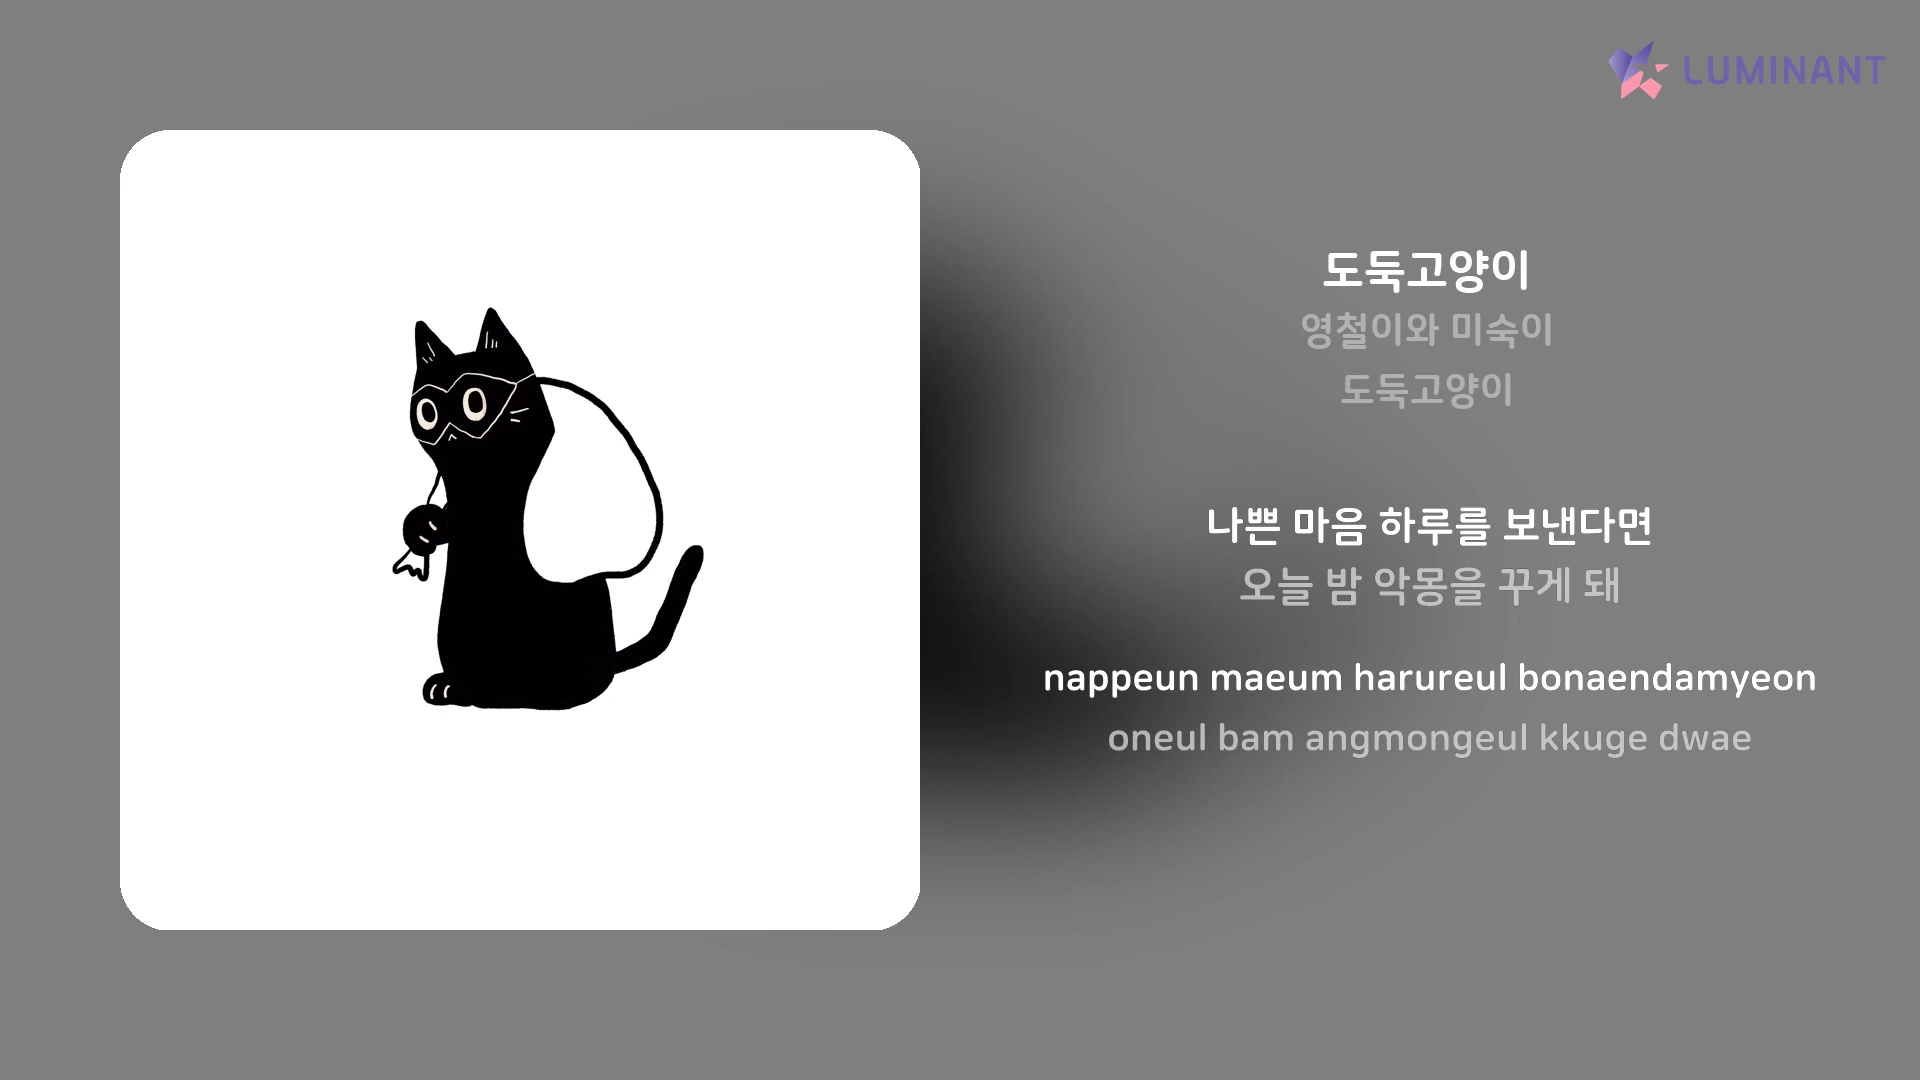 LUMINANT
도둑고양이
영철이와 미숙이
도둑고양이
나쁜 마음 하루를 보낸다면
오늘 밤 악몽을 꾸게 돼
nappeun maeum harureul bonaendamyeon
oneul bam angmongeul kkuge dwae